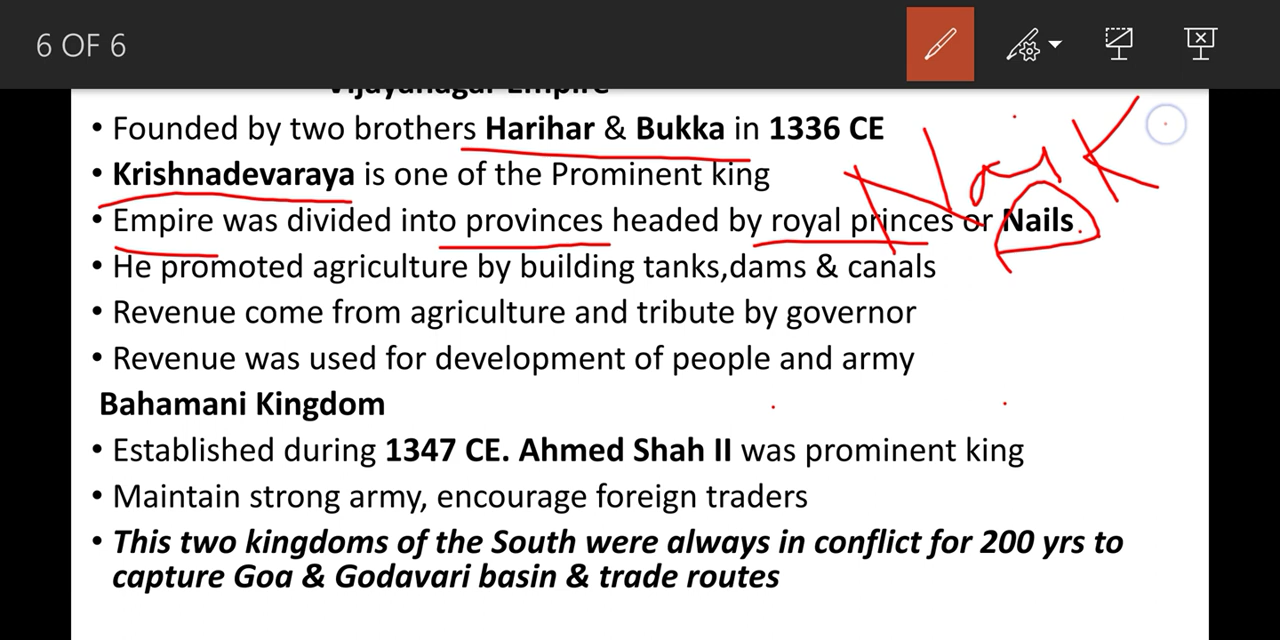 6 OF 6
Vijayanagar Empire
• Founded by two brothers Harihar & Bukka in 1336 CE
• Krishnadevaraya is one of the Prominent king
Naik
• Empire was divided into provinces headed by royal princes or Nails.
• He promoted agriculture by building tanks,dams & canals
• Revenue come from agriculture and tribute by governor
• Revenue was used for development of people and army
Bahamani Kingdom
• Established during 1347 CE. Ahmed Shah II was prominent king
• Maintain strong army, encourage foreign traders
• This two kingdoms of the South were always in conflict for 200 yrs to
capture Goa & Godavari basin & trade routes